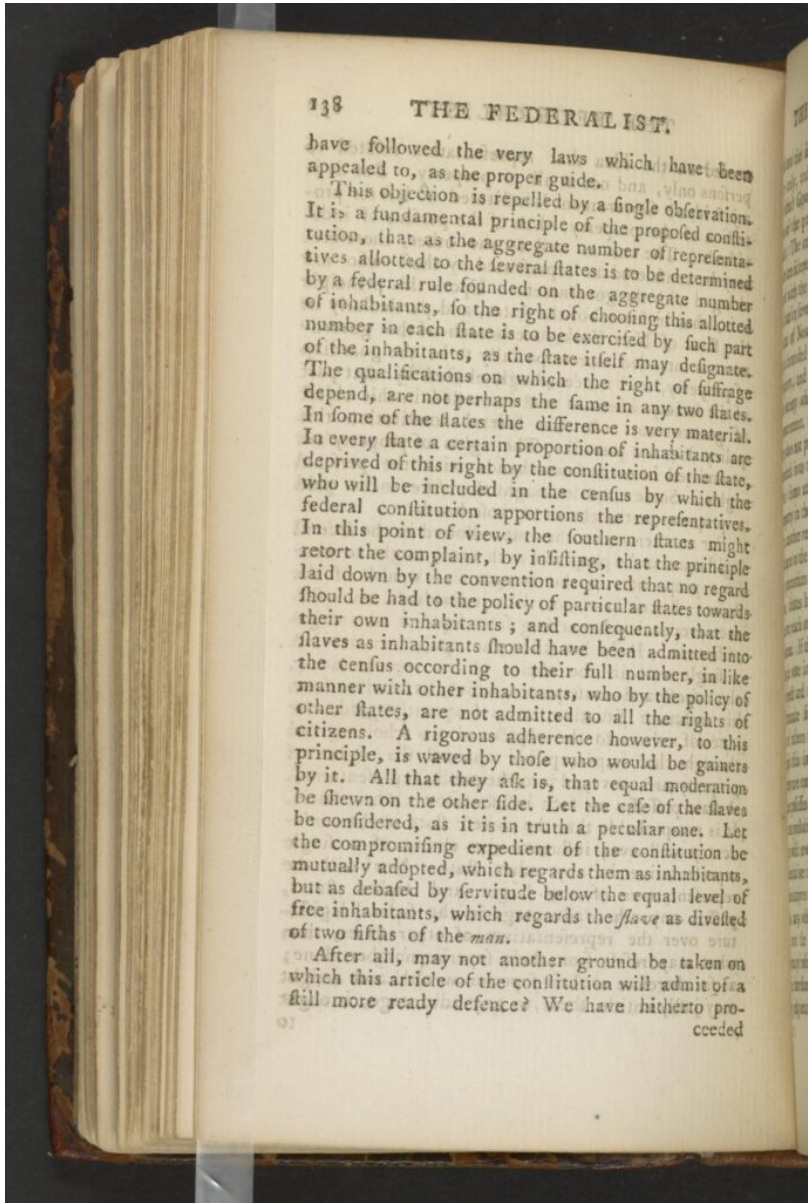 138 THE FEDERALIST.
have followed the very laws which have been
appealed to, as the proper guide.
This objection is repelled by a ſingle obſervation.
It is a fundamental principle of the propoſed conſti-
tution, that as the aggregate number of repreſenta-
tives allotted to the ſeveral ſtates is to be determined
by a federal rule founded on the aggregate number
of inhabitants, ſo the right of chooſing this allotted
number in each ſtate is to be exerciſed by ſuch part
of the inhabitants, as the ſtate itſelf may deſignate.
The qualifications on which the right of ſuffrage
depend, are not perhaps the ſame in any two ſtates.
In ſome of the ſtates the difference is very material.
In every ſtate a certain proportion of inhabitants are
deprived of this right by the conſtitution of the ſtate,
who will be included in the cenſus by which the
federal conſtitution apportions the repreſentatives.
In this point of view, the ſouthern ſtates might
retort the complaint, by inſiſting, that the principle
laid down by the convention required that no regard
ſhould be had to the policy of particular ſtates towards
their own inhabitants ; and conſequently, that the
ſlaves as inhabitants ſhould have been admitted into
the cenſus occording to their full number, in like
manner with other inhabitants, who by the policy of
other ſtates, are not admitted to all the rights of
citizens. A rigorous adherence however, to this
principle, is waved by thoſe who would be gainers
by it. All that they aſk is, that equal moderation
be ſhewn on the other ſide. Let the caſe of the ſlaves
be conſidered, as it is in truth a peculiar one. Let
the compromiſing expedient of the conſtitution be
mutually adopted, which regards them as inhabitants,
but as debaſed by ſervitude below the equal level of
free inhabitants, which regards the ſlave as diveſted
of two fifths of the man.
After all, may not another ground be taken on
which this article of the conſtitution will admit of a
ſtill more ready defence? We have hitherto pro-
ceeded